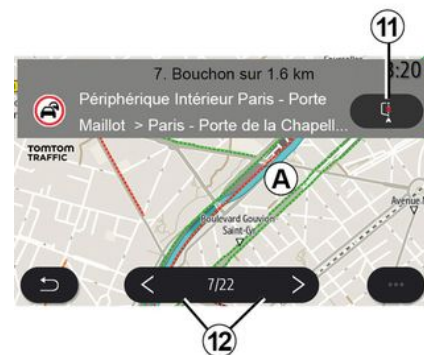 11
7. Bouchon sur 1.6 km
:20
Périphérique Intérieur Paris - Porte
Maillot > Paris - Porte de la Chapell...
TOMTOM
TRAFFIC
A
Boulevard Gouvion
Saint-Cyr
Avenue
< 7/22 >
...
12